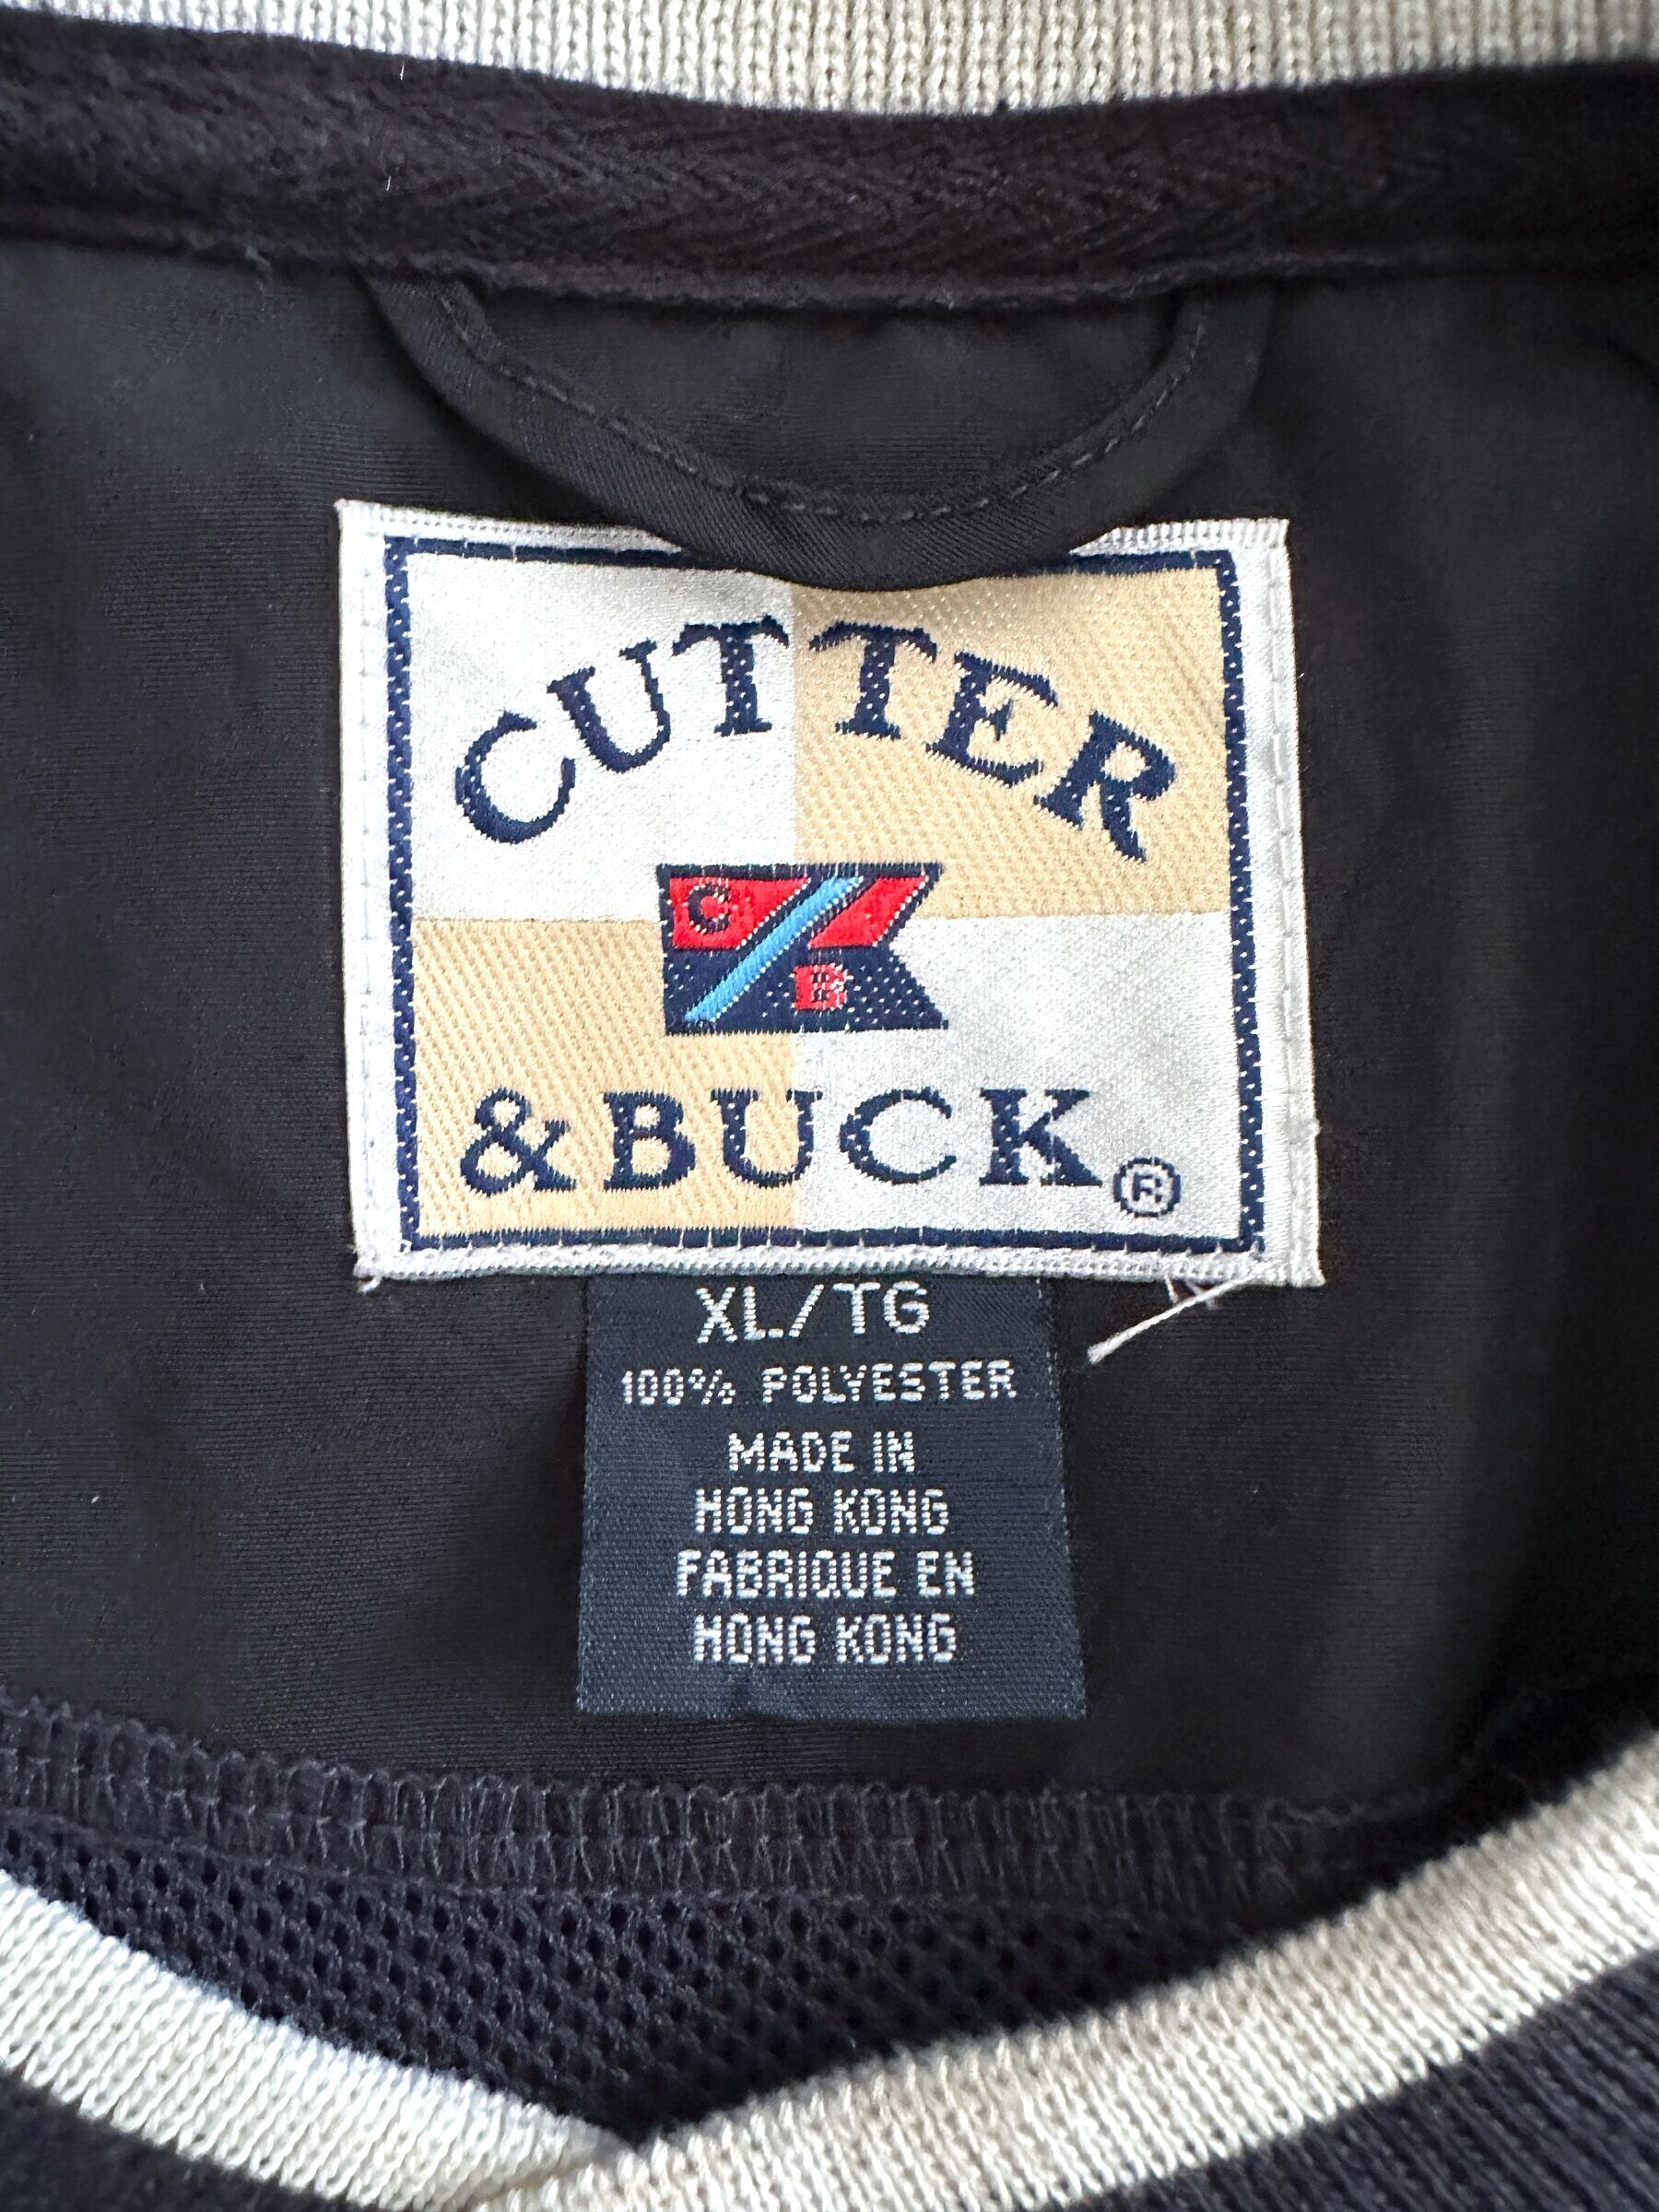 CUTTER
C
B
& BUCK®
XL/TG
100% POLYESTER
MADE IN
HONG KONG
FABRIQUE EN
HONG KONG